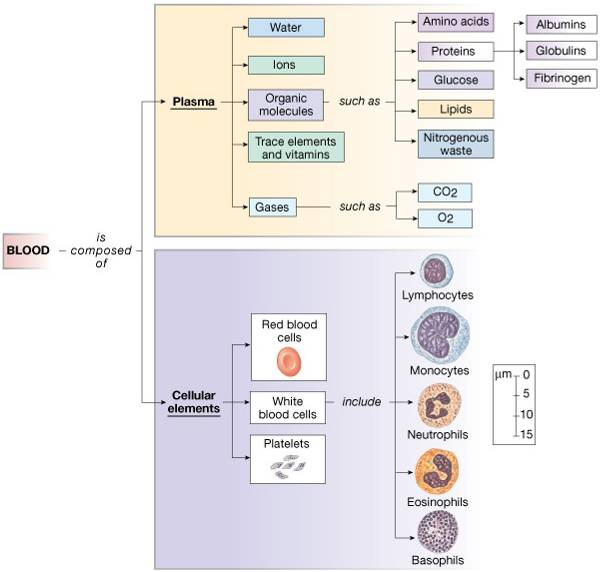 BLOOD
is
composed
of
Plasma
Water
Ions
Organic
molecules
Trace elements
and vitamins
Gases
such as
Amino acids
Proteins
Glucose
Lipids
Nitrogenous
waste
Albumins
Globulins
Fibrinogen
such as
CO2
O2
Cellular
elements
Red blood
cells
White
blood cells
Platelets
include
Lymphocytes
Monocytes
Neutrophils
Eosinophils
Basophils
μm 0
5
10
15